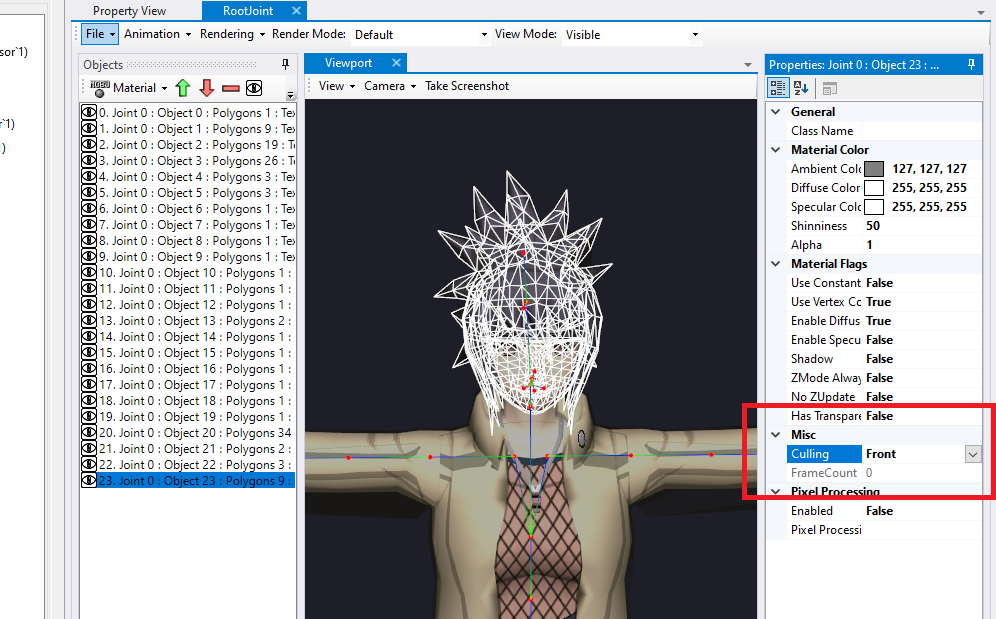 sor`1)
r`1)
)
Property View
RootJoint
File
Animation
Rendering
Render Mode:
Default
View Mode:
Visible
Objects
Material
0. Joint 0 : Object 0 : Polygons 1 : Tex
1. Joint 0 : Object 1 : Polygons 9 : Tex
2. Joint 0 : Object 2 : Polygons 19 : T
3. Joint 0 : Object 3 : Polygons 26 : T
4. Joint 0 : Object 4 : Polygons 3 : Tex
5. Joint 0 : Object 5 : Polygons 3 : Tex
6. Joint 0 : Object 6 : Polygons 1 : Tex
7. Joint 0 : Object 7 : Polygons 1 : Tex
8. Joint 0 : Object 8 : Polygons 1 : Tex
9. Joint 0 : Object 9 : Polygons 1 : Tex
10. Joint 0 : Object 10 : Polygons 1 :
11. Joint 0 : Object 11 : Polygons 1 :
12. Joint 0 : Object 12 : Polygons 1 :
13. Joint 0 : Object 13 : Polygons 2 :
14. Joint 0 : Object 14 : Polygons 1 :
15. Joint 0 : Object 15 : Polygons 1 :
16. Joint 0 : Object 16 : Polygons 1 :
17. Joint 0 : Object 17 : Polygons 1 :
18. Joint 0 : Object 18 : Polygons 1 :
19. Joint 0 : Object 19 : Polygons 1 :
20. Joint 0 : Object 20 : Polygons 34
21. Joint 0 : Object 21 : Polygons 2 :
22. Joint 0 : Object 22 : Polygons 3 :
23. Joint 0 : Object 23 : Polygons 9 :
Viewport
View
Camera
Take Screenshot
Properties: Joint 0 : Object 23 : ...
General
Class Name
Material Color
Ambient Colo 127, 127, 127
Diffuse Color 255, 255, 255
Specular Colo 255, 255, 255
Shinniness 50
Alpha 1
Material Flags
Use Constant False
Use Vertex Co True
Enable Diffus True
Enable Specu False
Shadow False
ZMode Alway False
No ZUpdate False
Has Transpare False
Misc
Culling Front
FrameCount 0
Pixel Processing
Enabled False
Pixel Processi